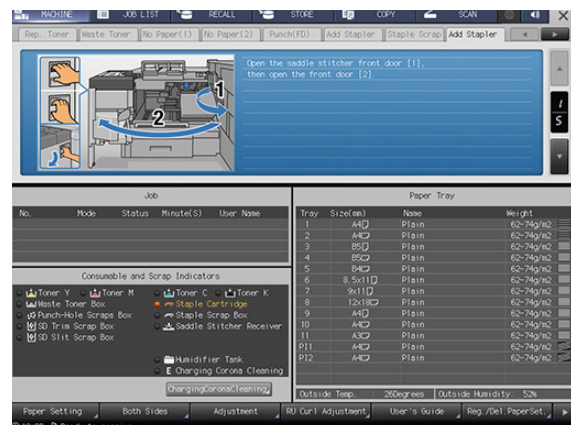 MACHINE JOB LIST RECALL STORE COPY SCAN
Rep. Toner Waste Toner No Paper(1) No Paper(2) Punch(FD) Add Stapler Staple Scrap Add Stapler
Open the saddle stitcher front door [1],
then open the front door [2].
1
2
1
5
Job
No. Mode Status Minute(S) User Name
Consumable and Scrap Indicators
Toner Y Toner M Toner C Toner K
Waste Toner Box Staple Cartridge
Punch-Hole Scraps Box Staple Scrap Box
SD Trim Scrap Box Saddle Stitcher Receiver
SD Slit Scrap Box
Humidifier Tank
E Charging Corona Cleaning
ChargingCoronaCleaning
Paper Tray
Tray Size(mm) Name Weight
1 A4 Plain 62-74g/m2
2 A4 Plain 62-74g/m2
3 B5 Plain 62-74g/m2
4 B4 Plain 62-74g/m2
5 B4 Plain 62-74g/m2
6 8.5x11 Plain 62-74g/m2
7 9x11 Plain 62-74g/m2
8 12x18 Plain 62-74g/m2
9 A4 Plain 62-74g/m2
10 A4 Plain 62-74g/m2
11 A3 Plain 62-74g/m2
PI1 A4 Plain 62-74g/m2
PI2 A4 Plain 62-74g/m2
Outside Temp. : 26Degrees Outside Humidity: 52%
Paper Setting Both Sides Adjustment RU Curl Adjustment User's Guide Reg./Del.PaperSet.